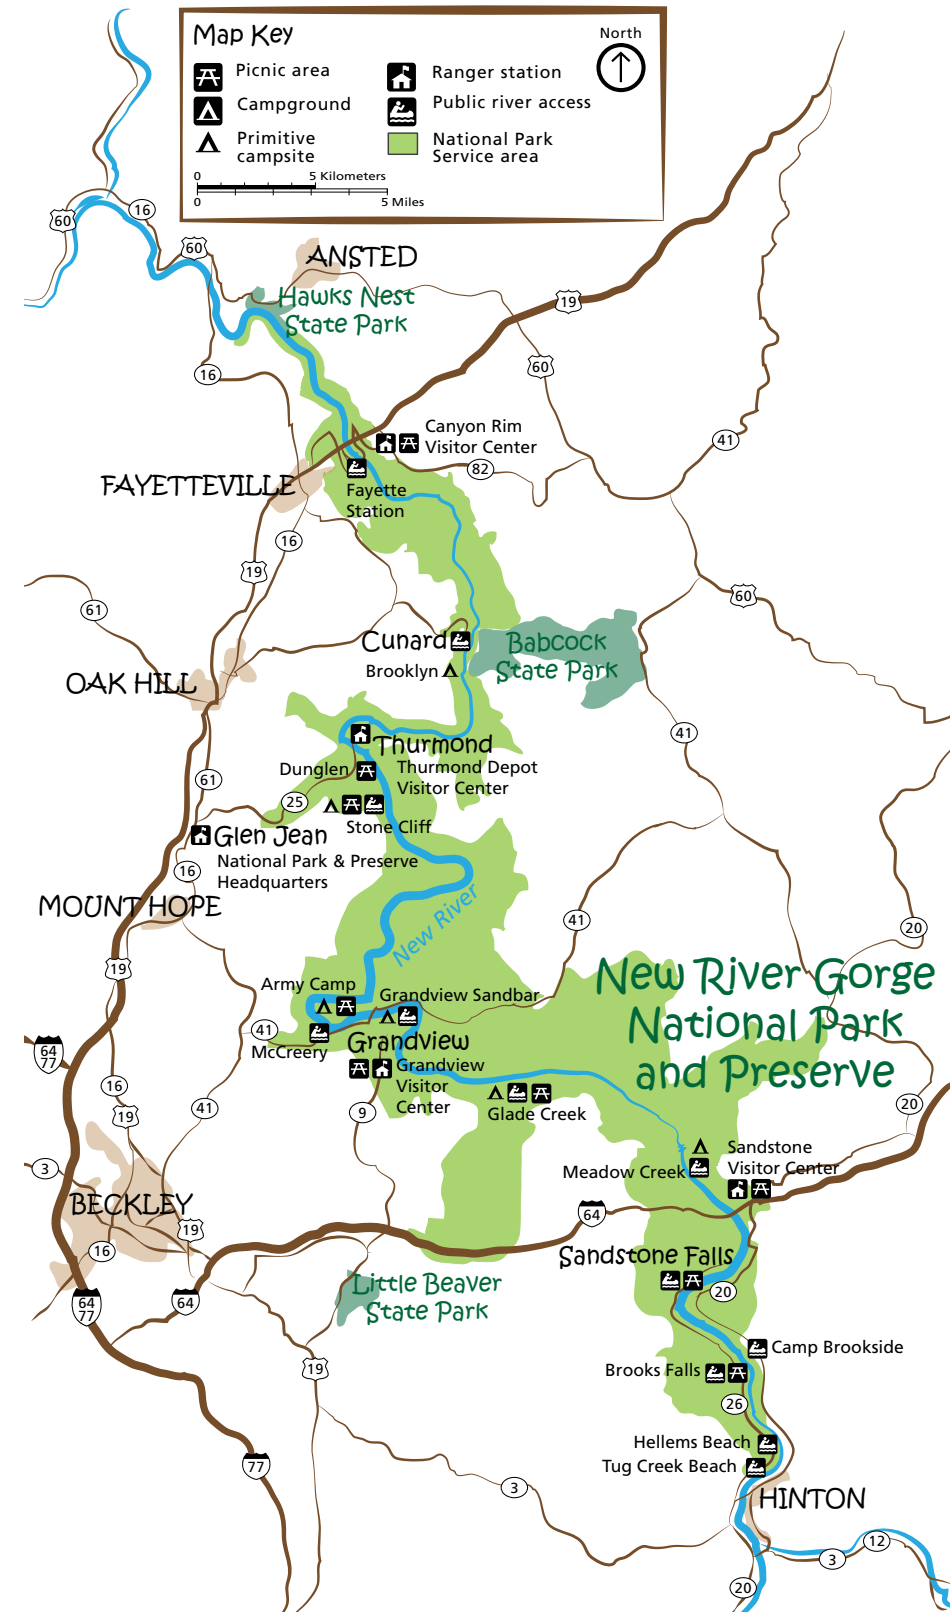 Map Key
North
Picnic area
Ranger station
Campground
Public river access
Primitive
campsite
National Park
Service area
0
5 Kilometers
0
5 Miles
16
60
60
ANSTED
Hawks Nest
State Park
19
60
16
Canyon Rim
Visitor Center
41
82
FAYETTEVILLE
Fayette
Station
16
19
61
60
Cunard
Babcock
State Park
Brooklyn
OAK HILL
41
Thurmond
Thurmond Depot
Visitor Center
Dunglen
61
25
Stone Cliff
Glen Jean
National Park & Preserve
Headquarters
16
MOUNT HOPE
New River
41
20
19
New River Gorge
National Park
and Preserve
Army Camp
Grandview Sandbar
41
McCreery
Grandview
Grandview
Visitor
Center
64
77
16
19
41
9
Glade Creek
20
Sandstone
Visitor Center
Meadow Creek
3
BECKLEY
19
16
64
Sandstone Falls
20
Little Beaver
State Park
64
77
64
Camp Brookside
Brooks Falls
19
26
Hellems Beach
Tug Creek Beach
77
3
HINTON
12
3
20